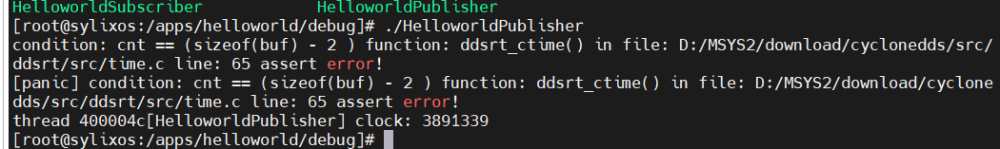 HelloworldSubscriber HelloworldPublisher
[root@sylixos:/apps/helloworld/debug]# ./HelloworldPublisher
condition: cnt == (sizeof(buf) - 2 ) function: ddsrt_ctime() in file: D:/MSYS2/download/cyclonedds/src/
ddsrt/src/time.c line: 65 assert error!
[panic] condition: cnt == (sizeof(buf) - 2 ) function: ddsrt_ctime() in file: D:/MSYS2/download/cyclone
dds/src/ddsrt/src/time.c line: 65 assert error!
thread 400004c[HelloworldPublisher] clock: 3891339
[root@sylixos:/apps/helloworld/debug]#